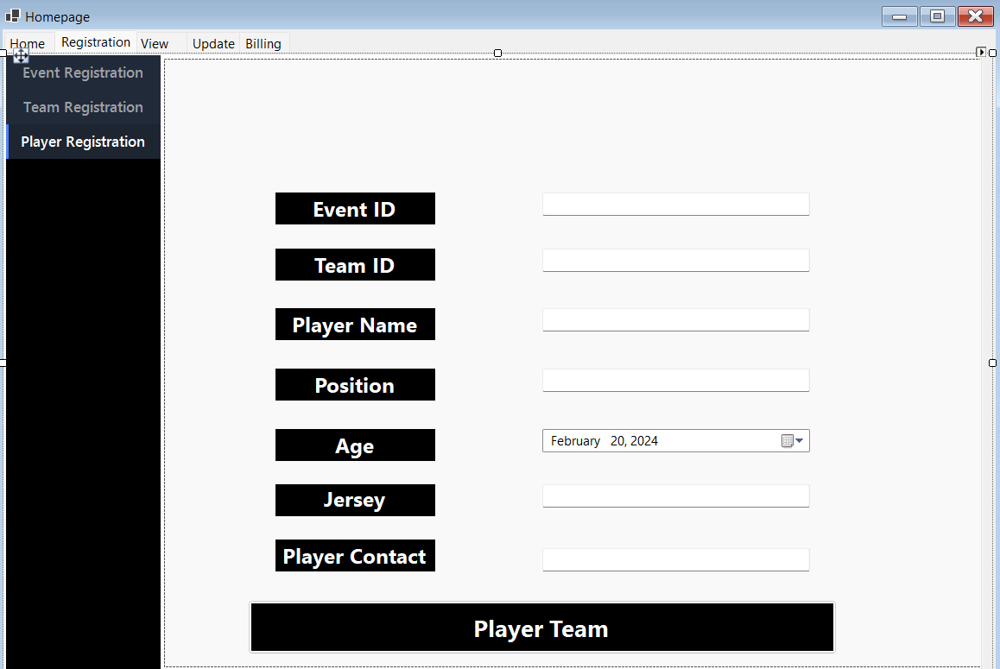 Homepage
Home Registration View Update Billing
Event Registration
Team Registration
Player Registration
Event ID
Team ID
Player Name
Position
Age February 20, 2024
Jersey
Player Contact
Player Team